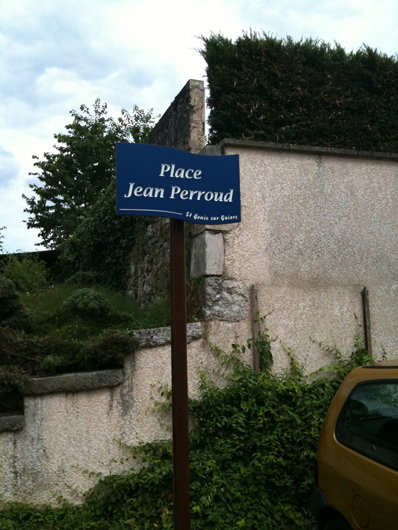 Place
Jean Perroud
St Genix sur Guiers